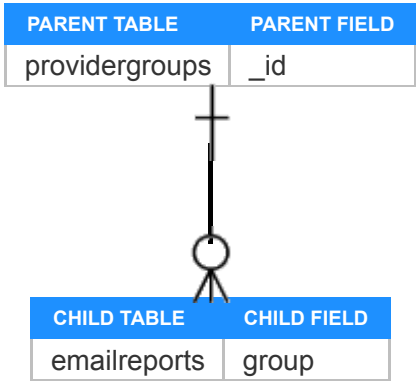 PARENT TABLE PARENT FIELD
providergroups _id
CHILD TABLE CHILD FIELD
emailreports group